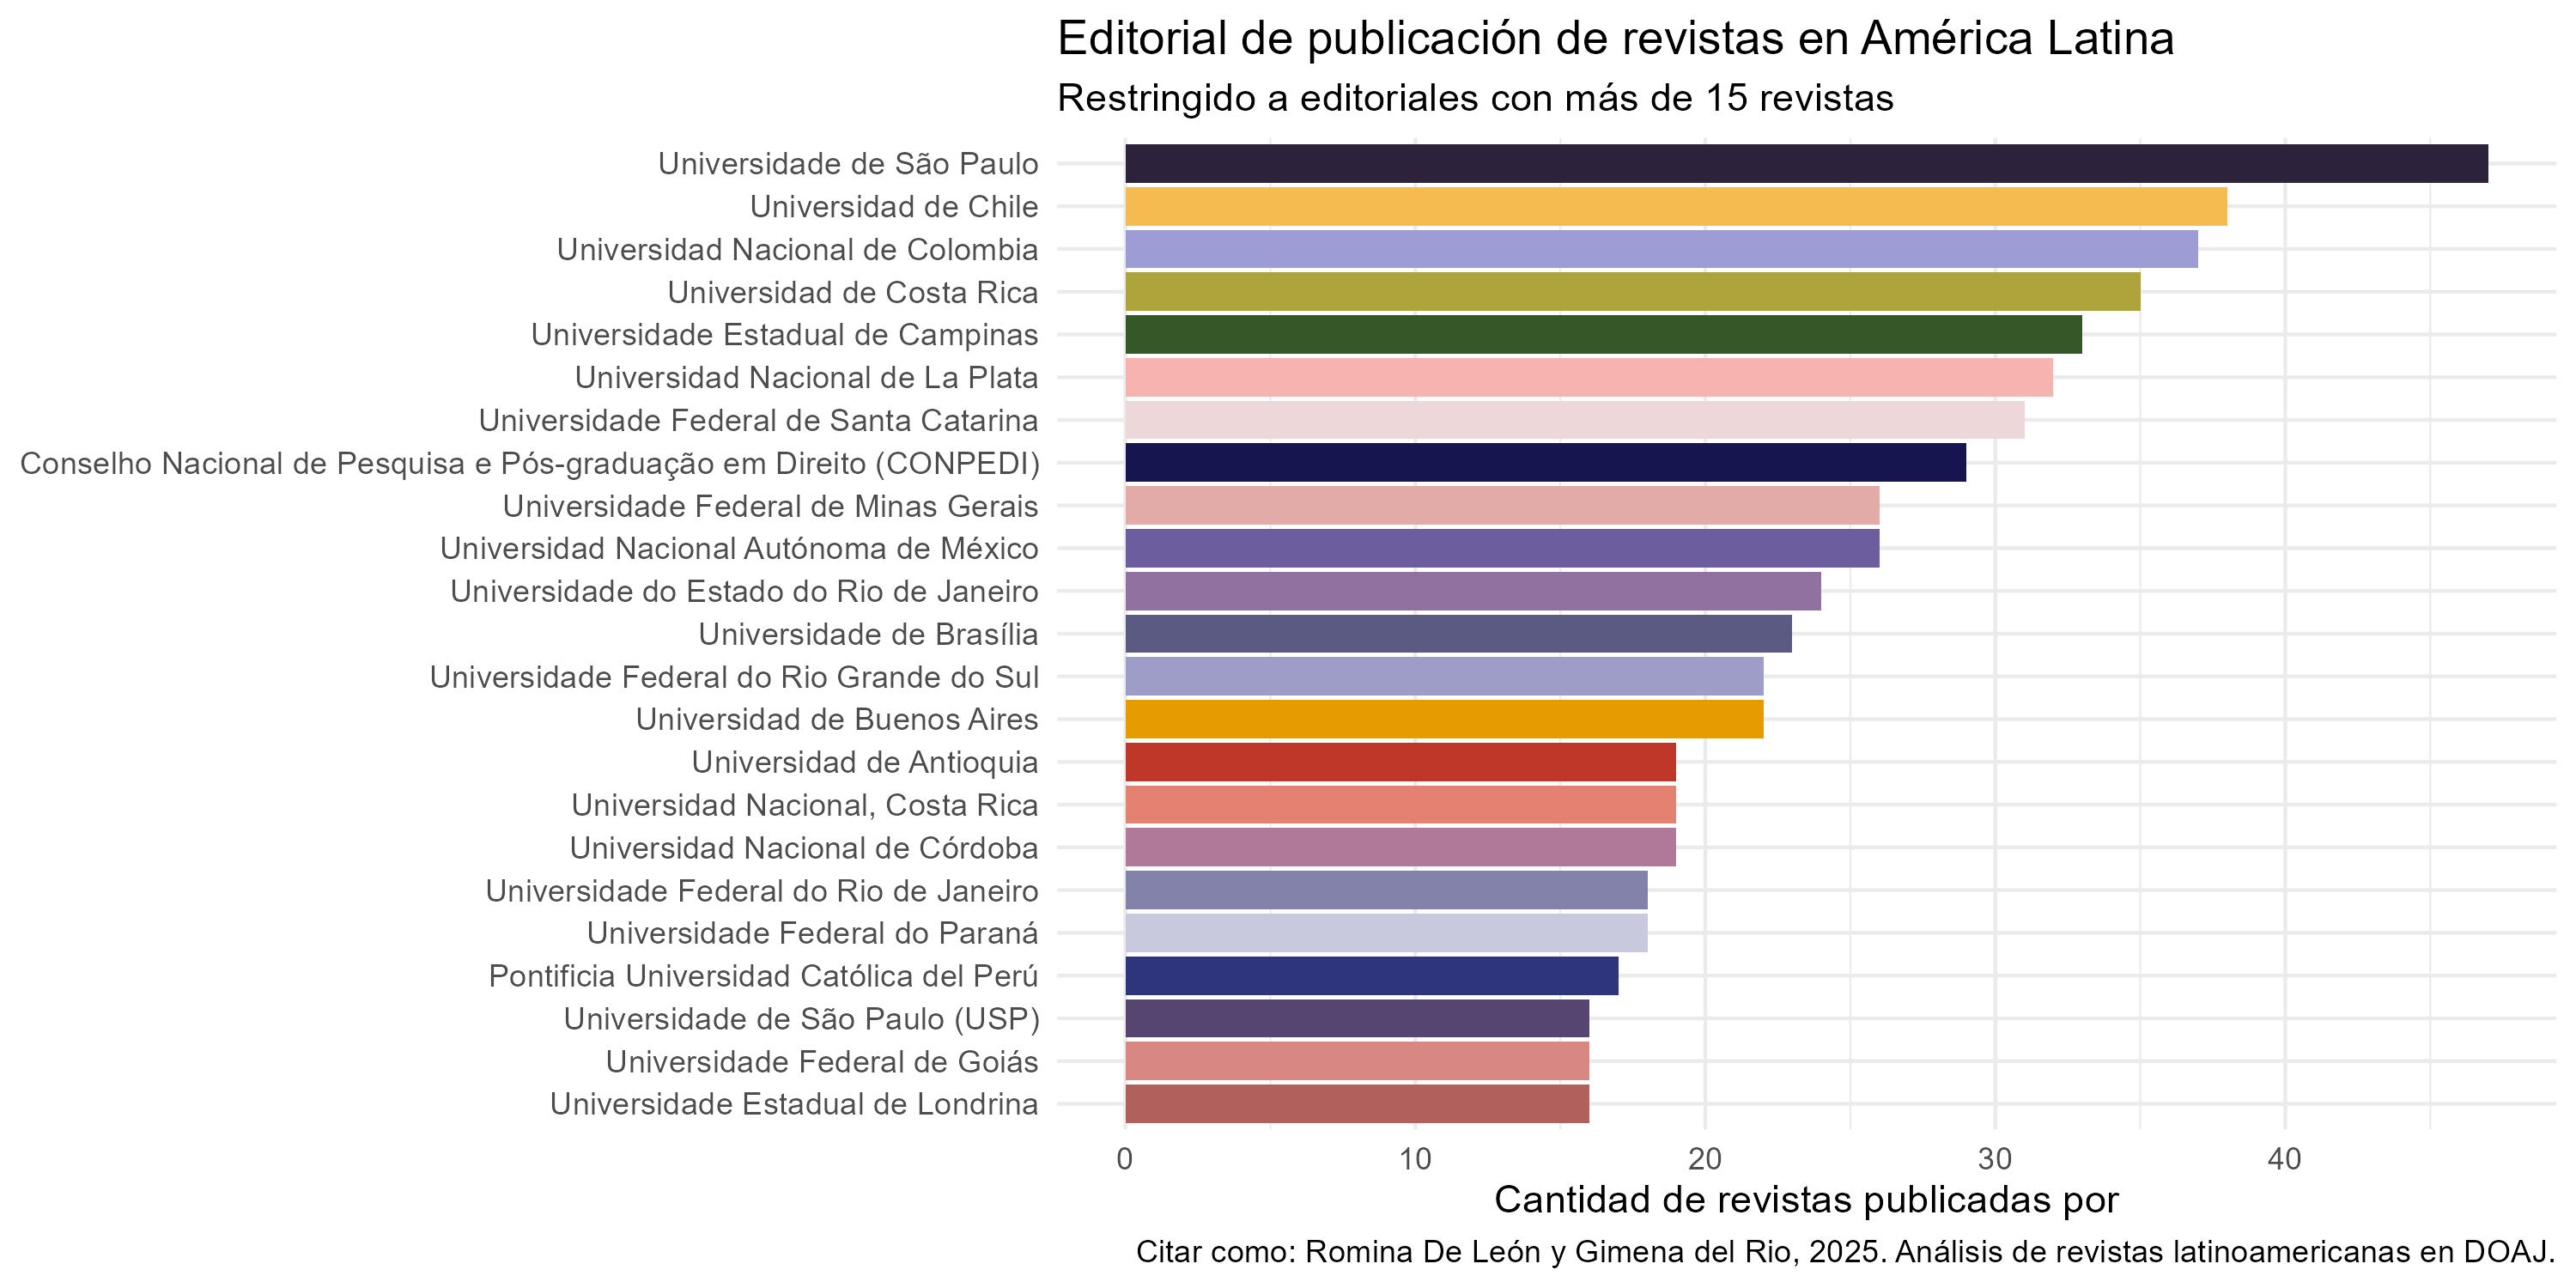 Editorial de publicación de revistas en América Latina
Restringido a editoriales con más de 15 revistas
Universidade de São Paulo
Universidad de Chile
Universidad Nacional de Colombia
Universidad de Costa Rica
Universidade Estadual de Campinas
Universidad Nacional de La Plata
Universidade Federal de Santa Catarina
Conselho Nacional de Pesquisa e Pós-graduação em Direito (CONPEDI)
Universidade Federal de Minas Gerais
Universidad Nacional Autónoma de México
Universidade do Estado do Rio de Janeiro
Universidade de Brasília
Universidade Federal do Rio Grande do Sul
Universidad de Buenos Aires
Universidad de Antioquia
Universidad Nacional, Costa Rica
Universidad Nacional de Córdoba
Universidade Federal do Rio de Janeiro
Universidade Federal do Paraná
Pontificia Universidad Católica del Perú
Universidade de São Paulo (USP)
Universidade Federal de Goiás
Universidade Estadual de Londrina
0 10 20 30 40
Cantidad de revistas publicadas por
Citar como: Romina De León y Gimena del Rio, 2025. Análisis de revistas latinoamericanas en DOAJ.